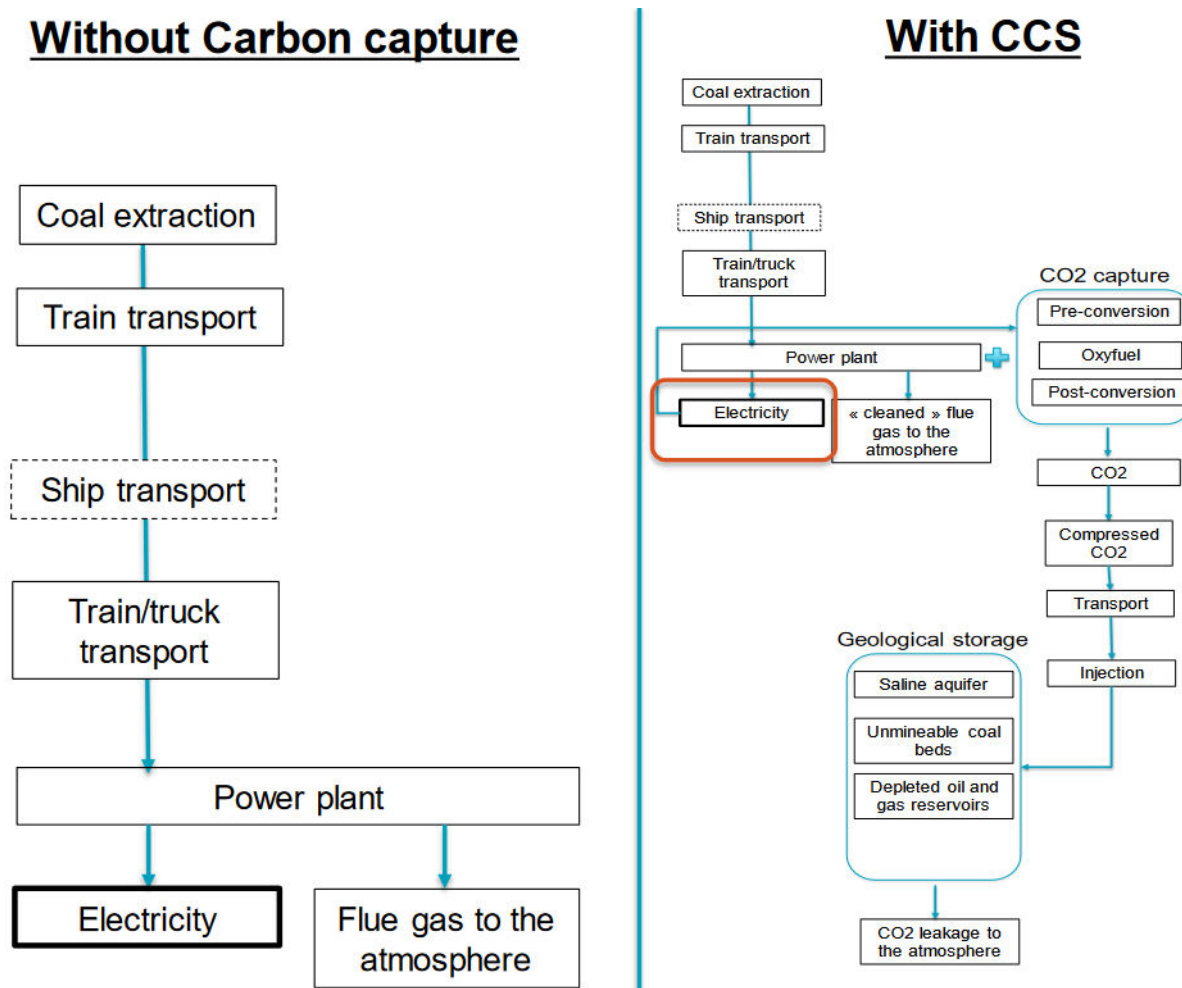 Without Carbon capture
Coal extraction
Train transport
Ship transport
Train/truck
transport
Power plant
Electricity
Flue gas to the
atmosphere
With CCS
Coal extraction
Train transport
Ship transport
Train/truck
transport
Power plant
Electricity
« cleaned » flue
gas to the
atmosphere
CO2 capture
Pre-conversion
Oxyfuel
Post-conversion
CO2
Compressed
CO2
Transport
Injection
Geological storage
Saline aquifer
Unmineable coal
beds
Depleted oil and
gas reservoirs
CO2 leakage to
the atmosphere